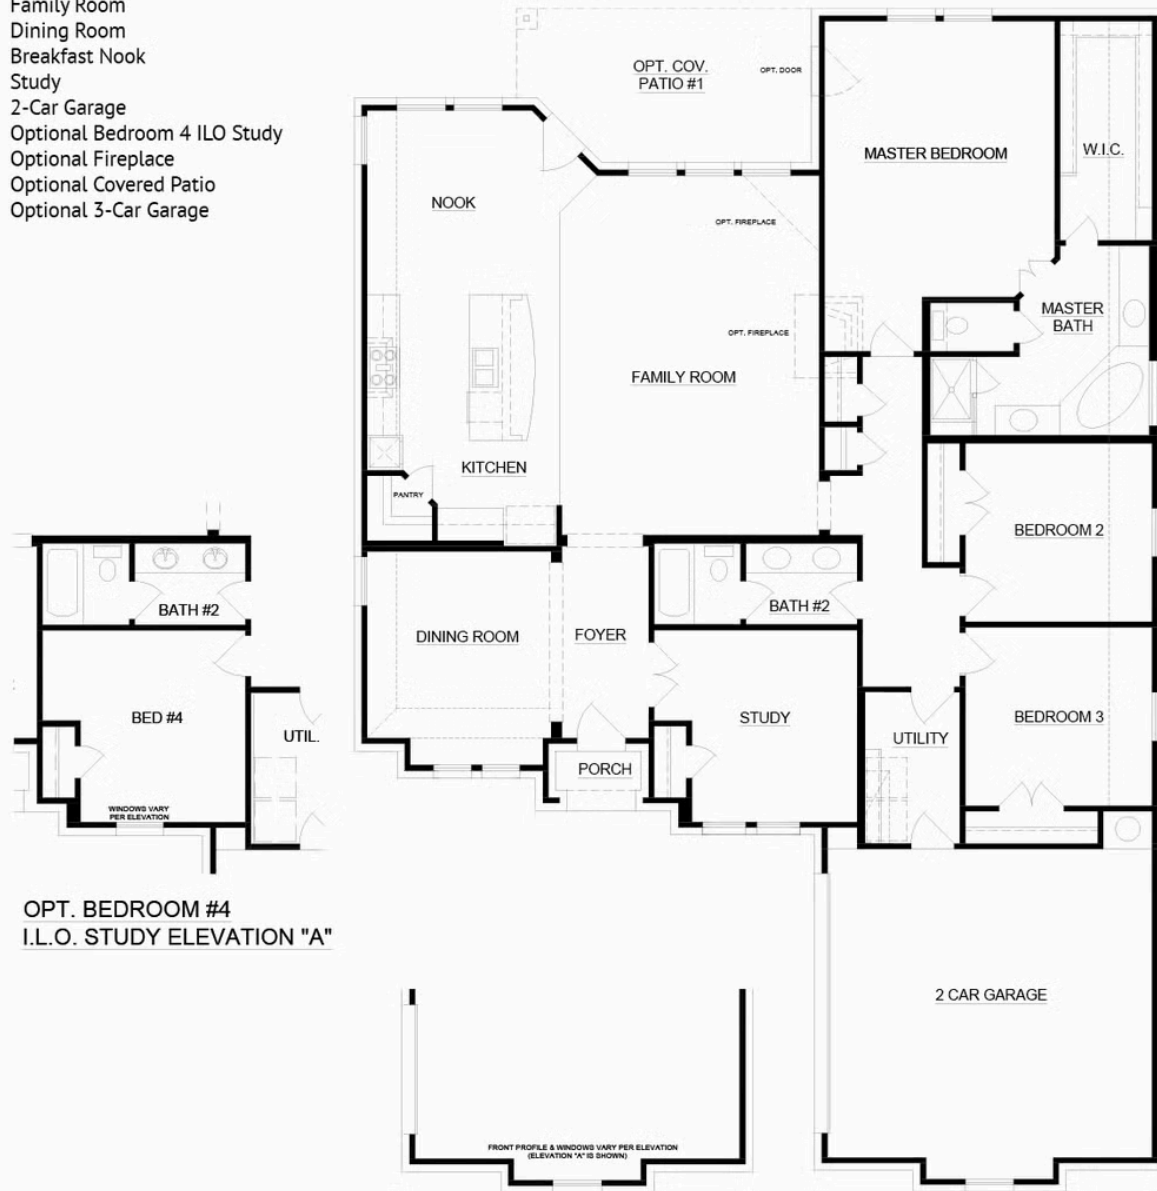 Family Room
Dining Room
Breakfast Nook
Study
2-Car Garage
Optional Bedroom 4 ILO Study
Optional Fireplace
Optional Covered Patio
Optional 3-Car Garage
OPT. COV.
PATIO #1
OPT. DOOR
MASTER BEDROOM
W.I.C.
NOOK
OPT. FIREPLACE
OPT. FIREPLACE
MASTER
BATH
FAMILY ROOM
KITCHEN
PANTRY
BEDROOM 2
BATH #2
BATH #2
DINING ROOM
FOYER
BED #4
UTIL.
STUDY
BEDROOM 3
UTILITY
PORCH
WINDOWS VARY
PER ELEVATION
OPT. BEDROOM #4
I.L.O. STUDY ELEVATION "A"
2 CAR GARAGE
FRONT PROFILE & WINDOWS VARY PER ELEVATION
(ELEVATION "A" IS SHOWN)